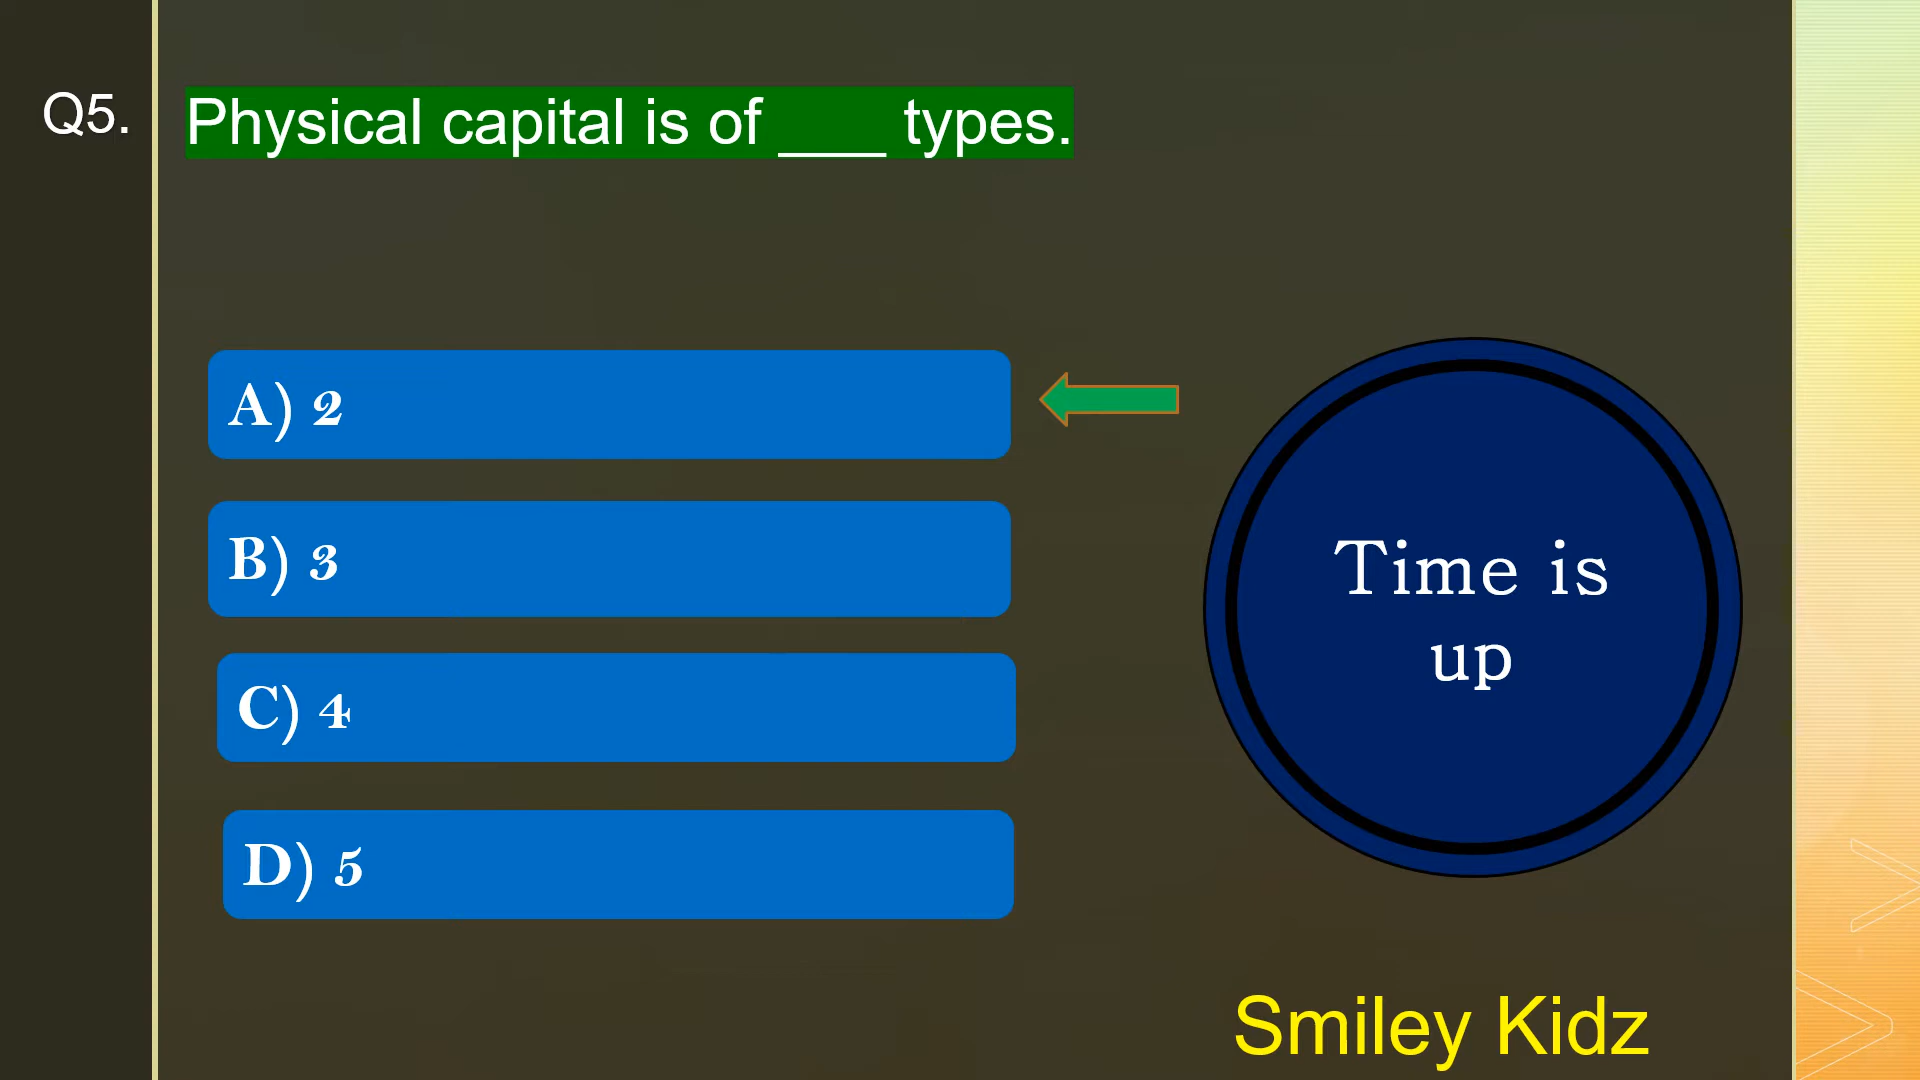 Q5.
Physical capital is of ___ types.
A) 2
B) 3
C) 4
D) 5
Time is
up
Smiley Kidz